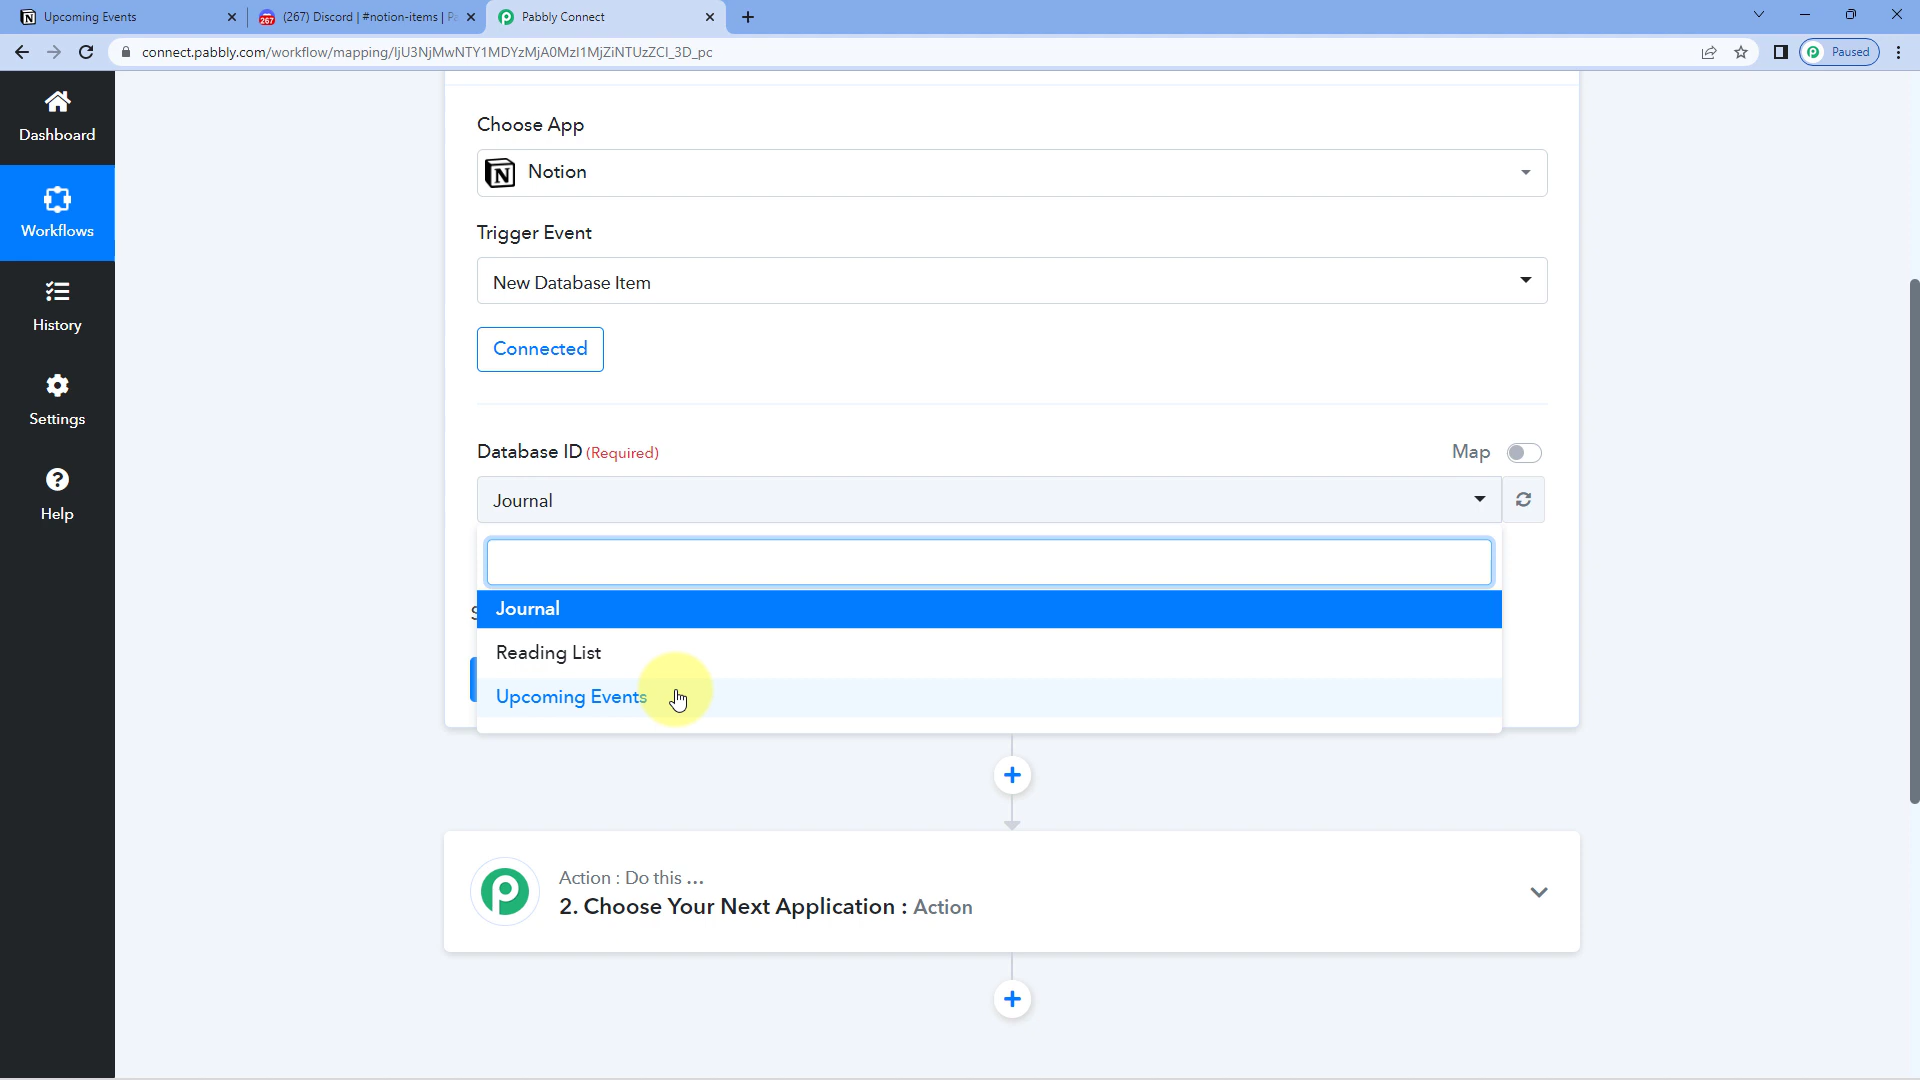 Upcoming Events
(267) Discord | #notion-items | Pa
Pabbly Connect
connect.pabbly.com/workflow/mapping/IjU3NjMwNTY1MDYzMjA0MzI1MjZiNTUzZCI_3D_pc
Paused
Dashboard
Workflows
History
Settings
Help
Choose App
Notion
Trigger Event
New Database Item
Connected
Database ID (Required)
Map
Journal
Journal
Reading List
Upcoming Events
Action : Do this ...
2. Choose Your Next Application : Action